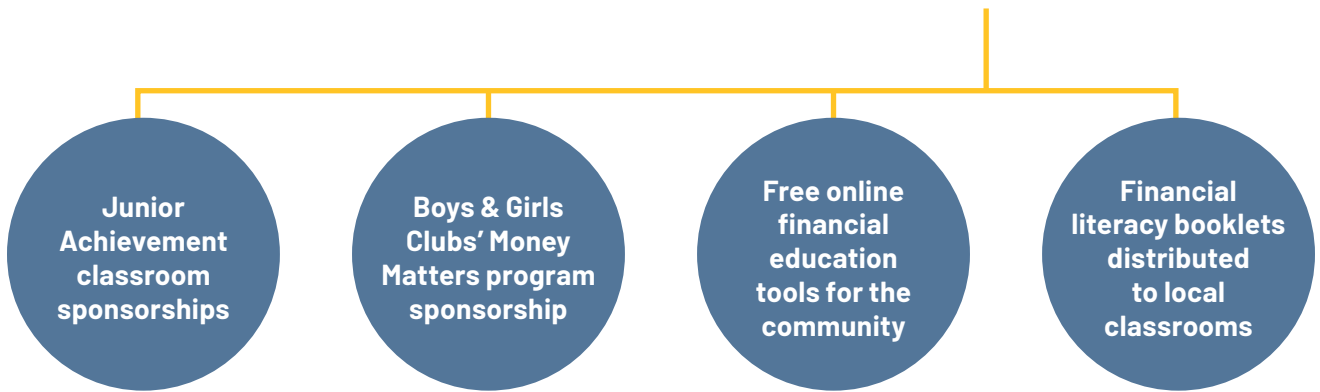 Junior
Achievement
classroom
sponsorships
Boys & Girls
Clubs’ Money
Matters program
sponsorship
Free online
financial
education
tools for the
community
Financial
literacy booklets
distributed
to local
classrooms